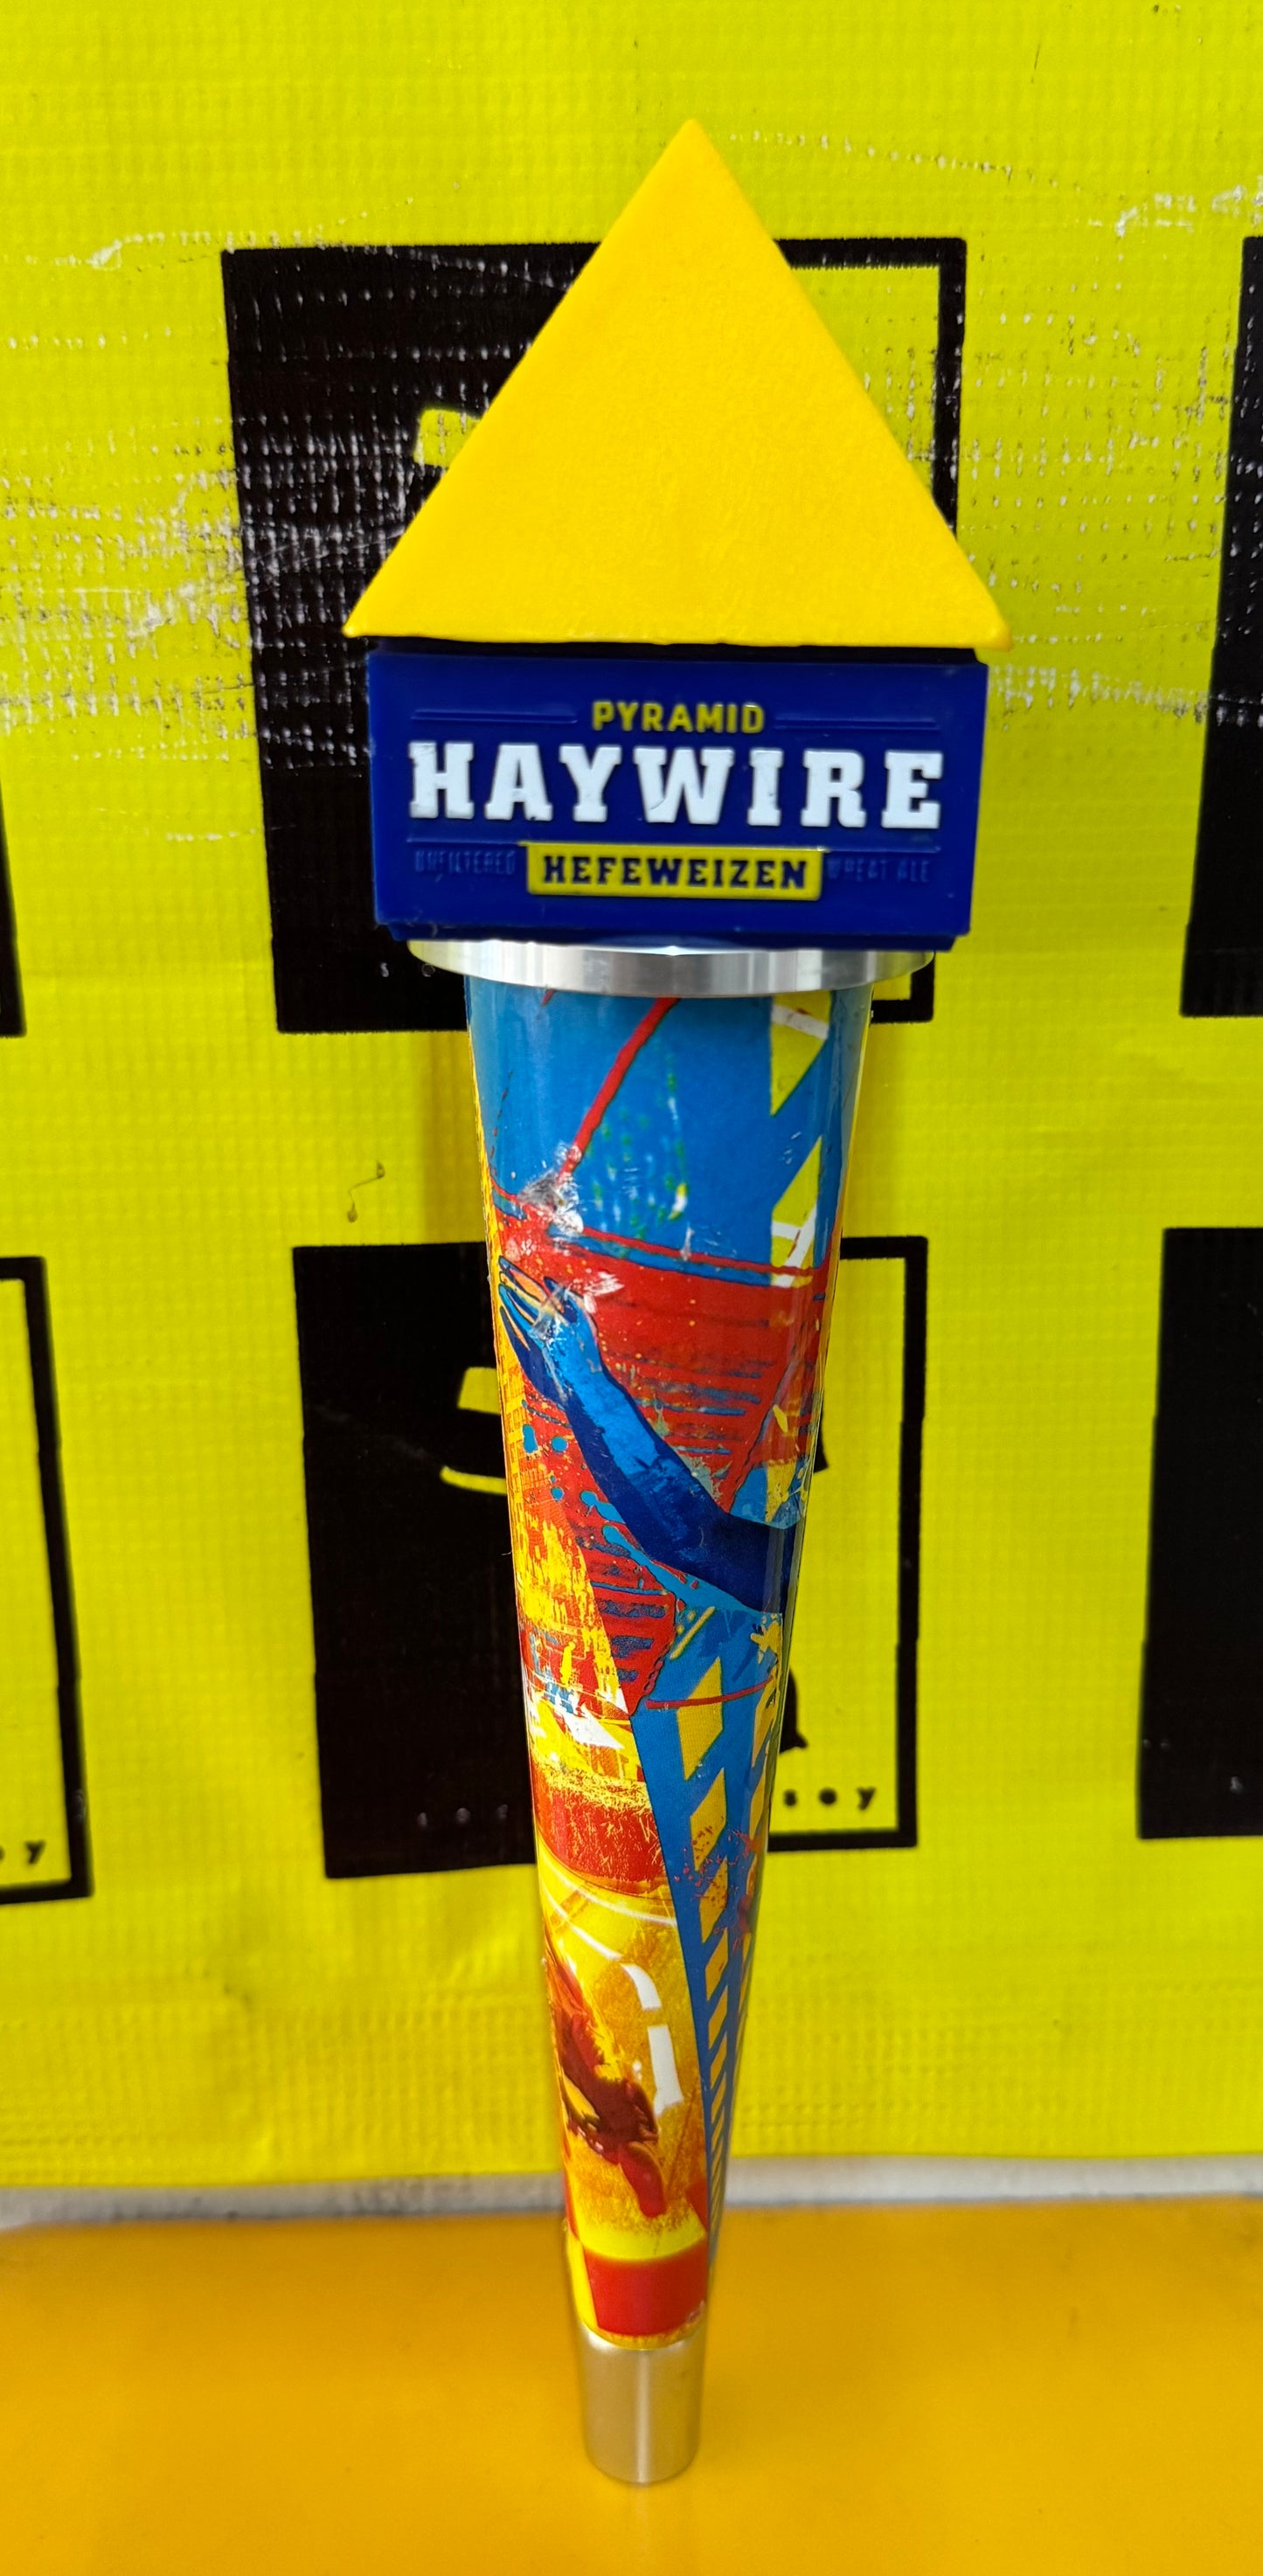 PYRAMID
HAYWIRE
UNFILTERED HEFEWEIZEN WHEAT ALE